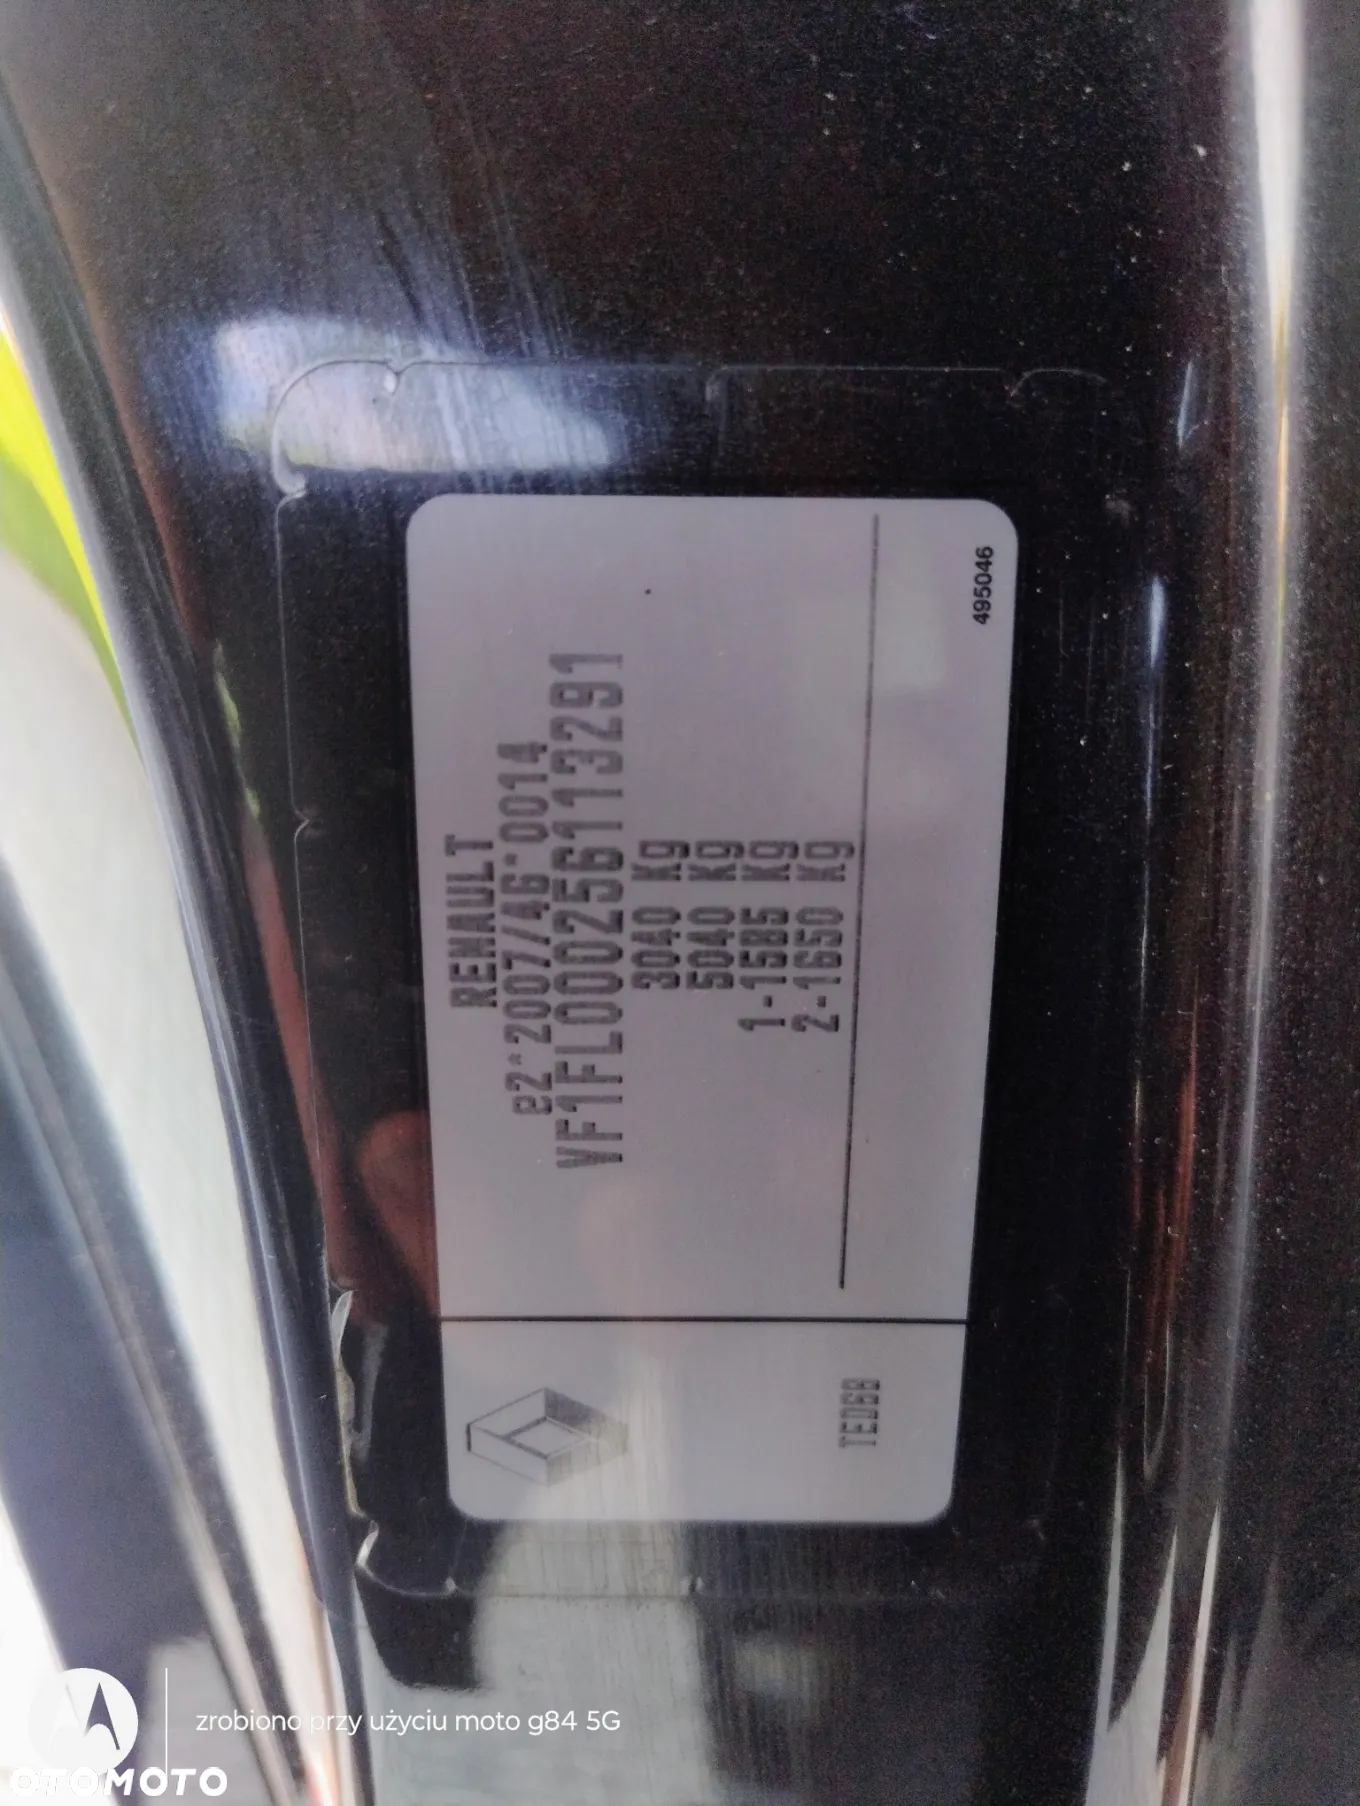 RENAULT
e2*2007/46*0014
VF1FL000256113291
3040 Kg
5040 Kg
1-1585 Kg
2-1650 Kg
495046
TED6B
zrobiono przy użyciu moto g84 5G
OTOMOTO